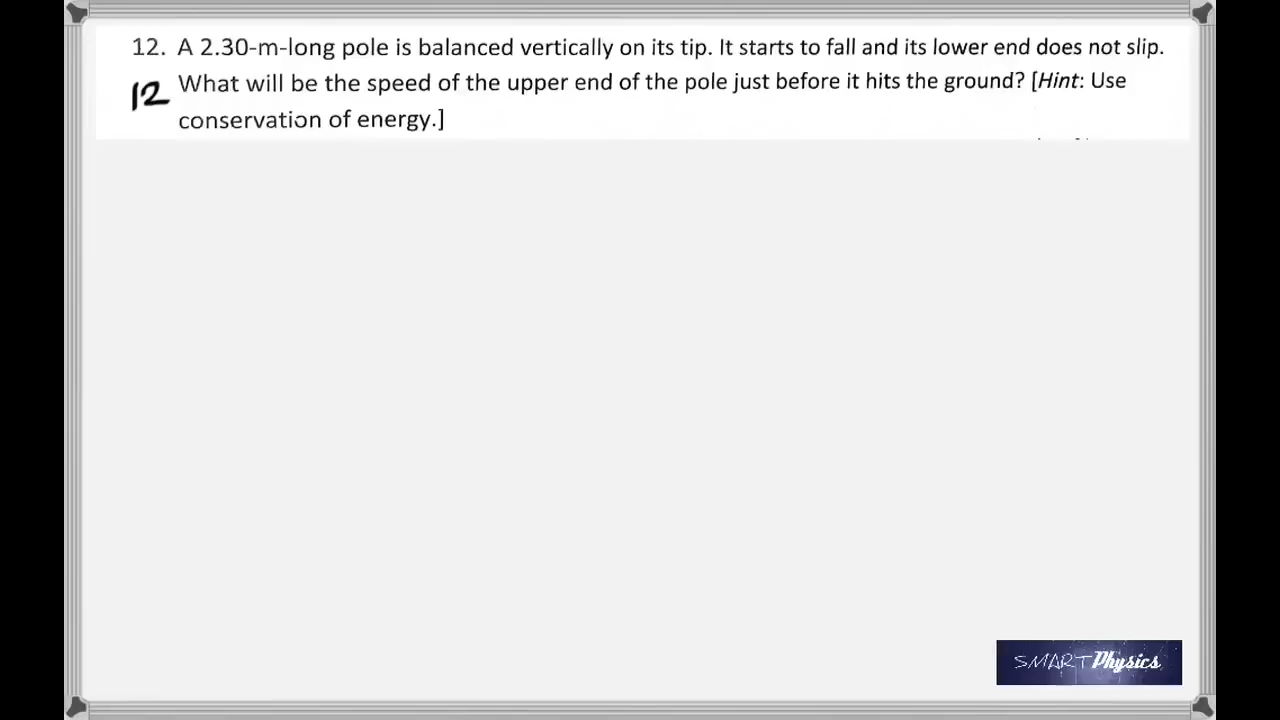 12. A 2.30-m-long pole is balanced vertically on its tip. It starts to fall and its lower end does not slip.
12 What will be the speed of the upper end of the pole just before it hits the ground? [Hint: Use
conservation of energy.]
SMART Physics